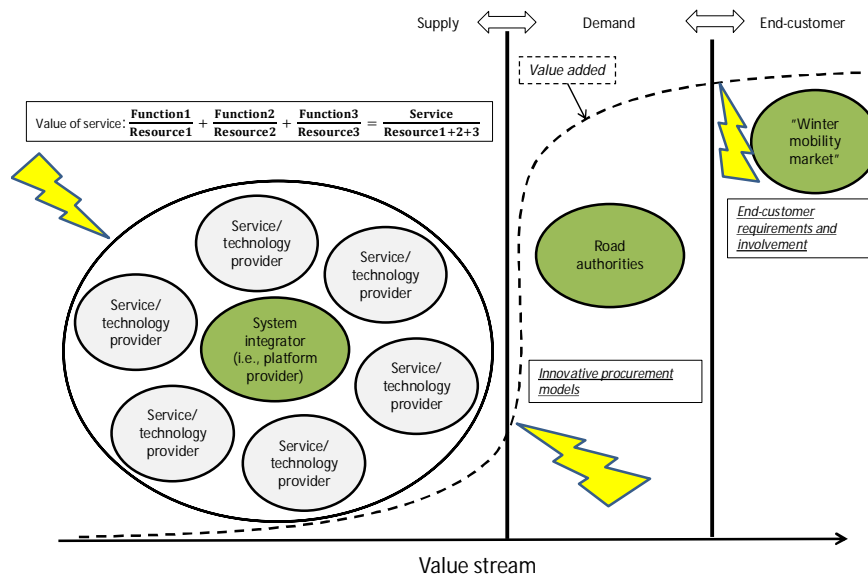 Supply
Demand
End-customer
Value added
Value of service: Function1/Resource1 + Function2/Resource2 + Function3/Resource3 = Service/Resource1+2+3
"Winter
mobility
market"
Service/
technology
provider
Service/
technology
provider
End-customer
requirements and
involvement
Road
authorities
Service/
technology
provider
System
integrator
(i.e., platform
provider)
Service/
technology
provider
Innovative procurement
models
Service/
technology
provider
Service/
technology
provider
Value stream